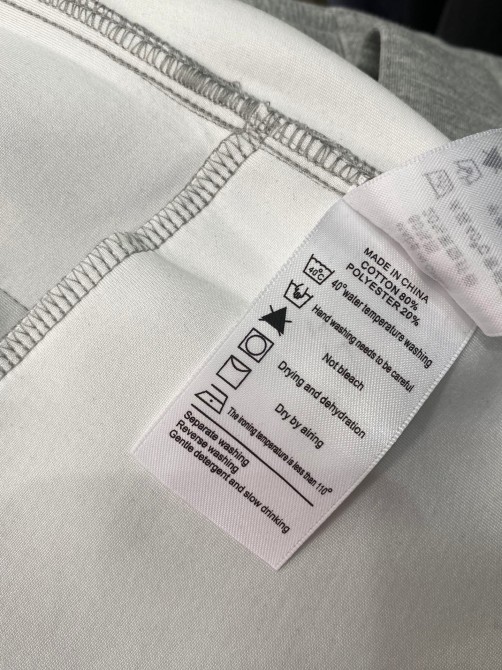 MADE IN CHINA
COTTON 80%
POLYESTER 20%
40°C
40°water temperature washing
Hand washing needs to be careful
Not bleach
Drying and dehydration
Dry by airing
The ironing temperature is less than 110°
Separate washing
Reverse washing
Gentle detergent and slow drinking